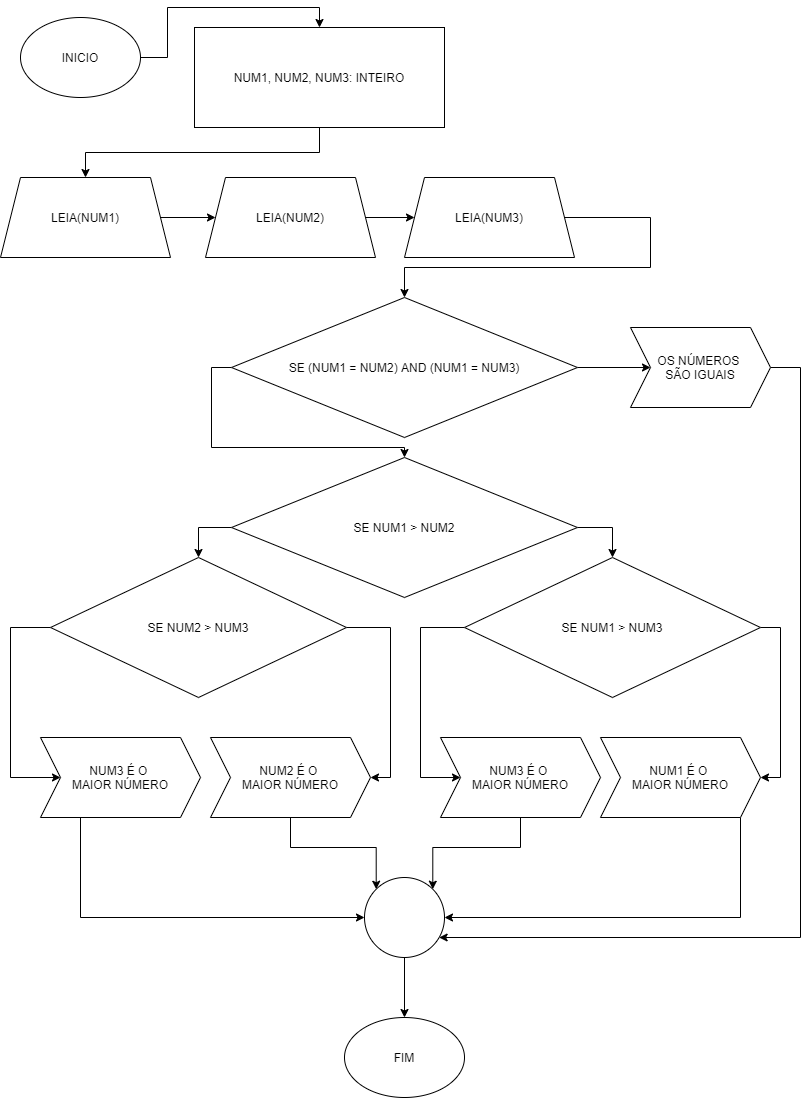 INICIO
NUM1, NUM2, NUM3: INTEIRO
LEIA(NUM1)
LEIA(NUM2)
LEIA(NUM3)
SE (NUM1 = NUM2) AND (NUM1 = NUM3)
OS NÚMEROS
SÃO IGUAIS
SE NUM1 > NUM2
SE NUM2 > NUM3
SE NUM1 > NUM3
NUM3 É O
MAIOR NÚMERO
NUM2 É O
MAIOR NÚMERO
NUM3 É O
MAIOR NÚMERO
NUM1 É O
MAIOR NÚMERO
FIM